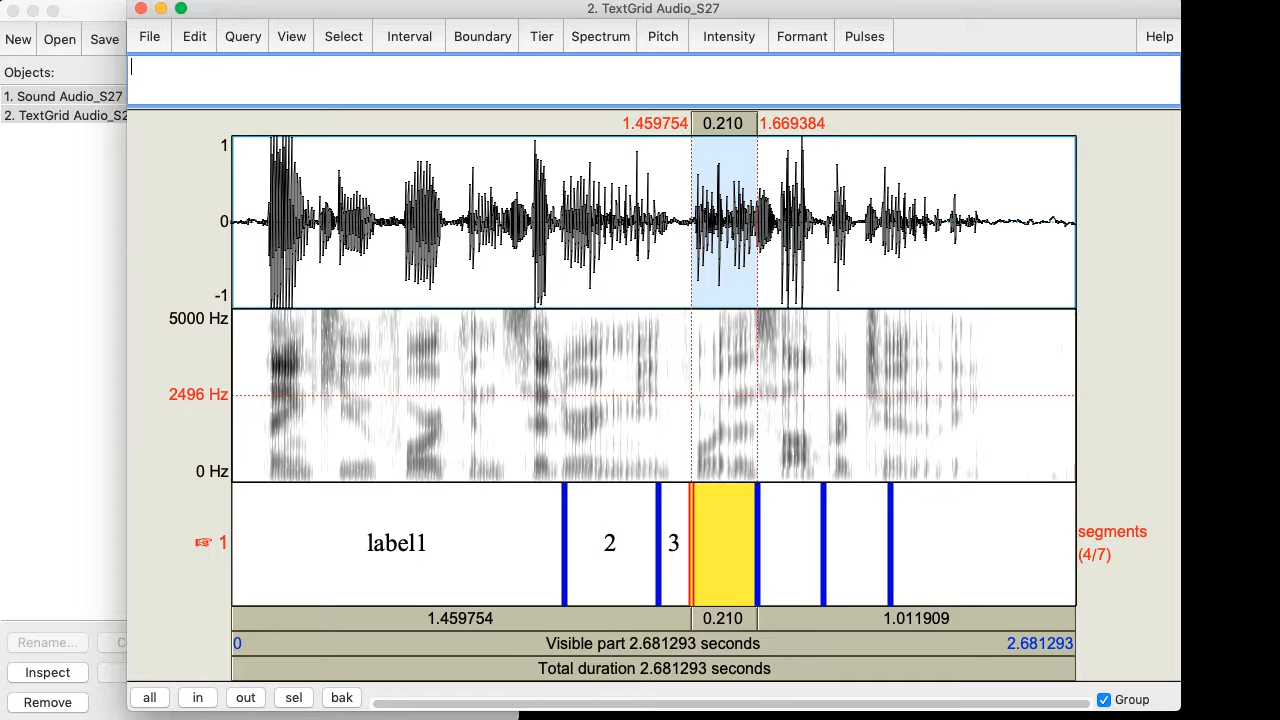 2. TextGrid Audio_S27
New Open Save
File Edit Query View Select Interval Boundary Tier Spectrum Pitch Intensity Formant Pulses Help
Objects:
1. Sound Audio_S27
2. TextGrid Audio_S2
1.459754 0.210 1.669384
1
0
-1
5000 Hz
2496 Hz
0 Hz
☞ 1
label1 2 3
segments
(4/7)
1.459754 0.210 1.011909
0 Visible part 2.681293 seconds 2.681293
Total duration 2.681293 seconds
Rename...
Inspect
Remove
all in out sel bak
Group